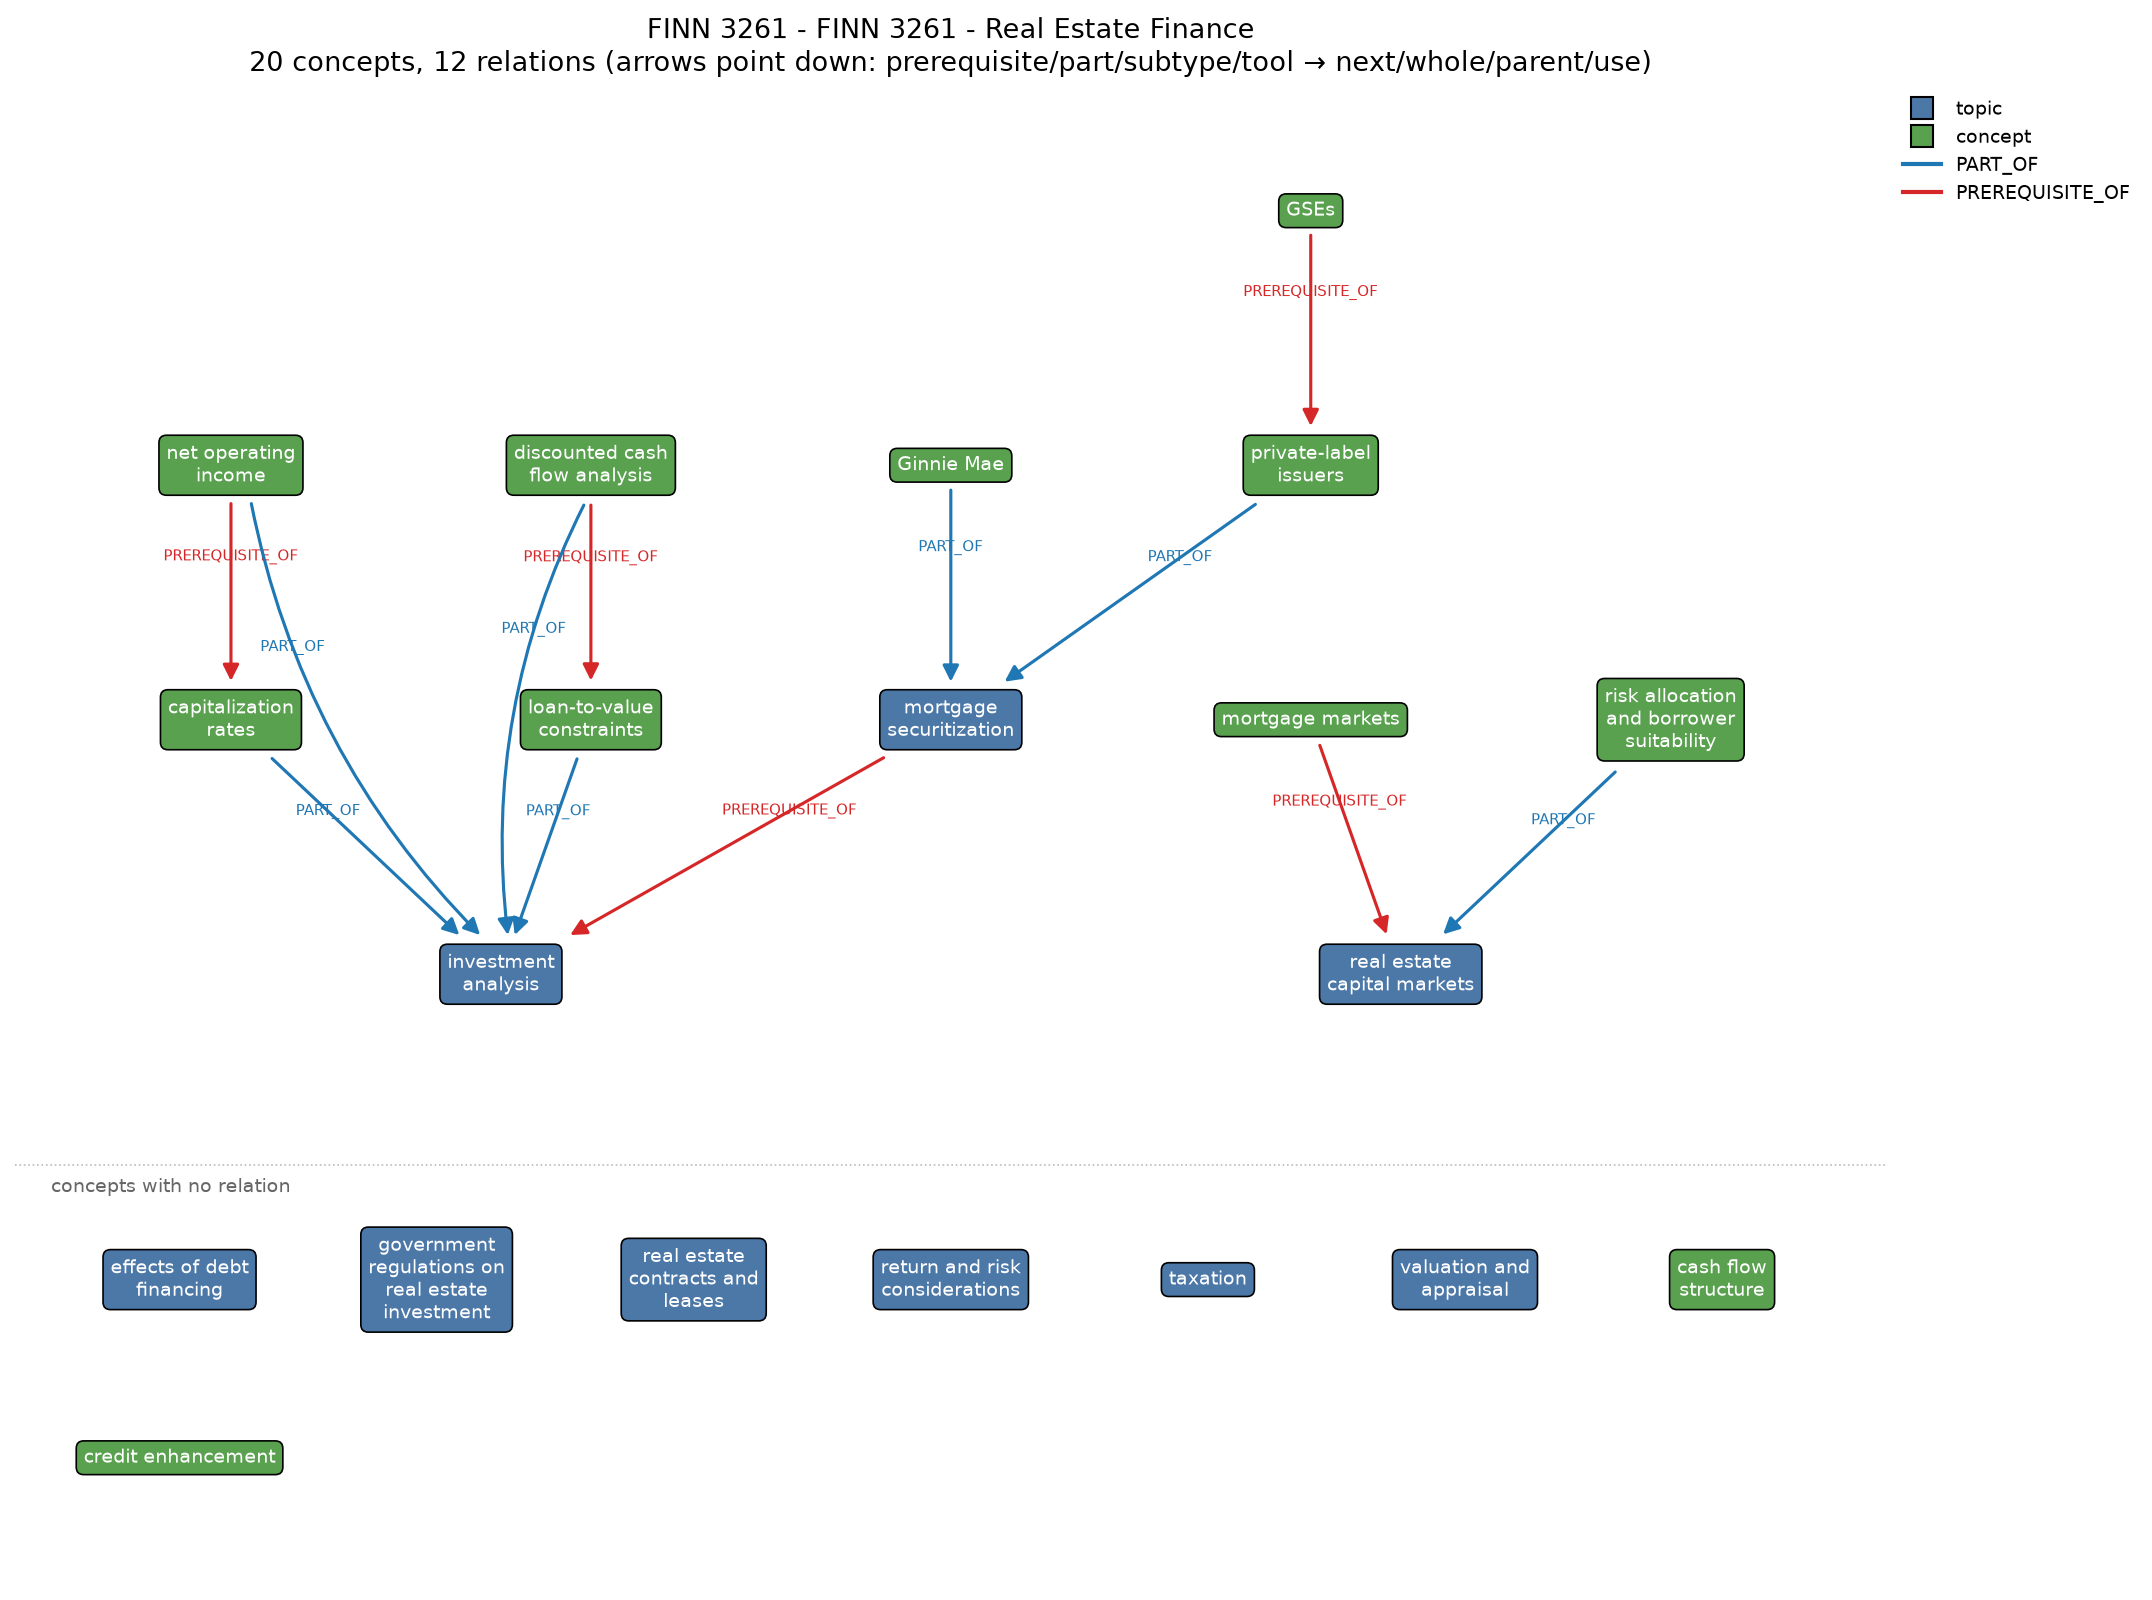 FINN 3261 - FINN 3261 - Real Estate Finance
20 concepts, 12 relations (arrows point down: prerequisite/part/subtype/tool → next/whole/parent/use)
topic
concept
PART_OF
PREREQUISITE_OF
GSEs
PREREQUISITE_OF
net operating
income
discounted cash
flow analysis
Ginnie Mae
private-label
issuers
PREREQUISITE_OF
PREREQUISITE_OF
PART_OF
PART_OF
PART_OF
PART_OF
capitalization
rates
loan-to-value
constraints
mortgage
securitization
mortgage markets
risk allocation
and borrower
suitability
PART_OF
PART_OF
PREREQUISITE_OF
PREREQUISITE_OF
PART_OF
investment
analysis
real estate
capital markets
concepts with no relation
effects of debt
financing
government
regulations on
real estate
investment
real estate
contracts and
leases
return and risk
considerations
taxation
valuation and
appraisal
cash flow
structure
credit enhancement